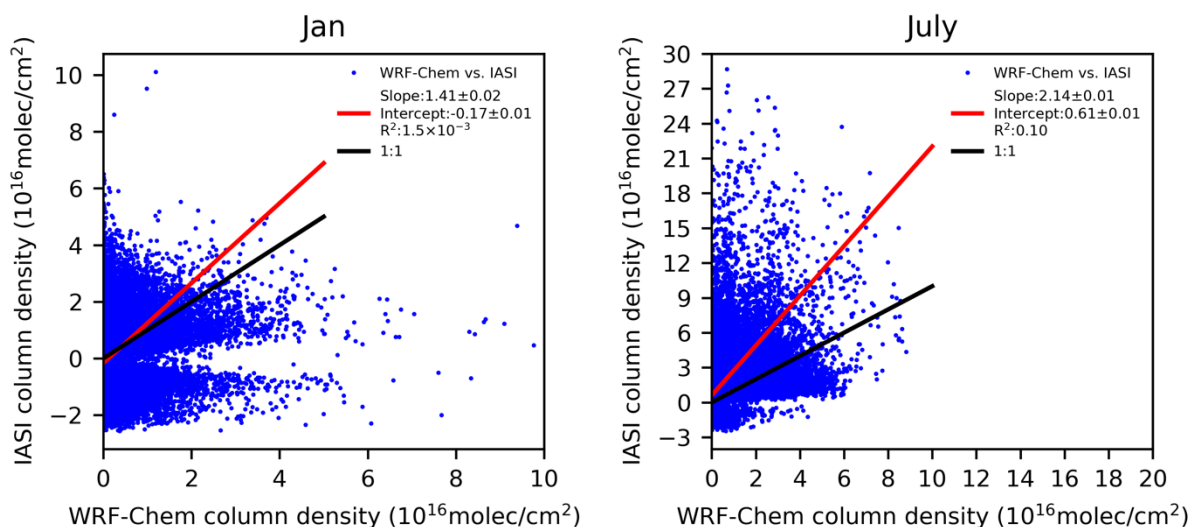 Jan
IASI column density (10¹⁶molec/cm²)
10
8
6
4
2
0
−2
WRF-Chem vs. IASI
Slope:1.41±0.02
Intercept:-0.17±0.01
R²:1.5×10⁻³
1:1
0 2 4 6 8 10
WRF-Chem column density (10¹⁶molec/cm²)
July
IASI column density (10¹⁶molec/cm²)
30
27
24
21
18
15
12
9
6
3
0
−3
WRF-Chem vs. IASI
Slope:2.14±0.01
Intercept:0.61±0.01
R²:0.10
1:1
0 2 4 6 8 10 12 14 16 18 20
WRF-Chem column density (10¹⁶molec/cm²)